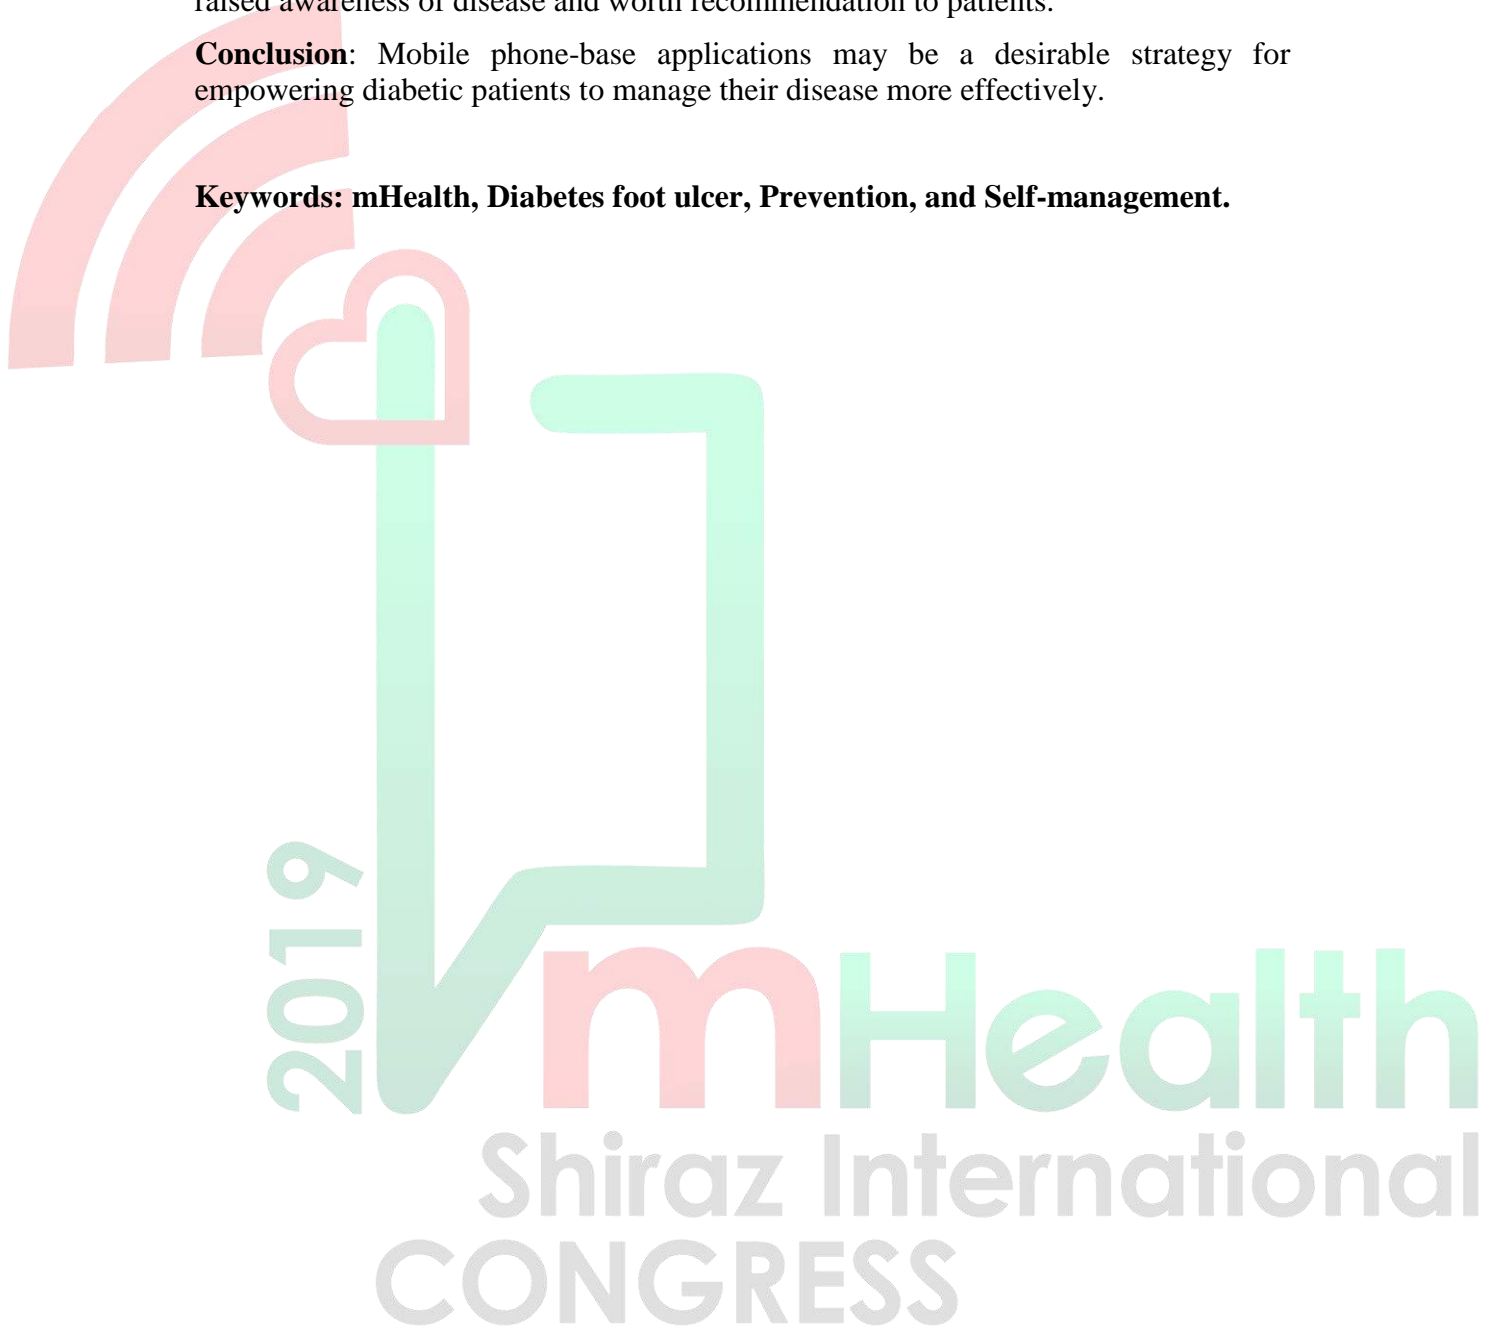 raised awareness of disease and worth recommendation to patients.
Conclusion: Mobile phone-base applications may be a desirable strategy for
empowering diabetic patients to manage their disease more effectively.
Keywords: mHealth, Diabetes foot ulcer, Prevention, and Self-management.
2019
mHealth
Shiraz International
CONGRESS